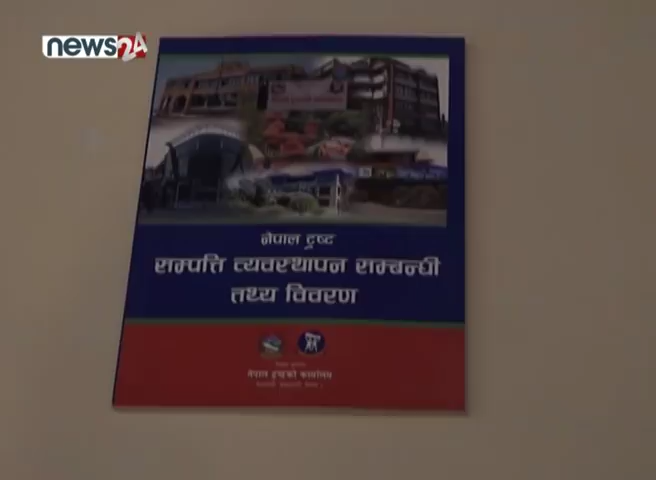 news24
नेपाल ट्रष्ट
सम्पत्ति व्यवस्थापन सम्बन्धी
तथ्य विवरण
नेपाल ट्रष्टको कार्यालय